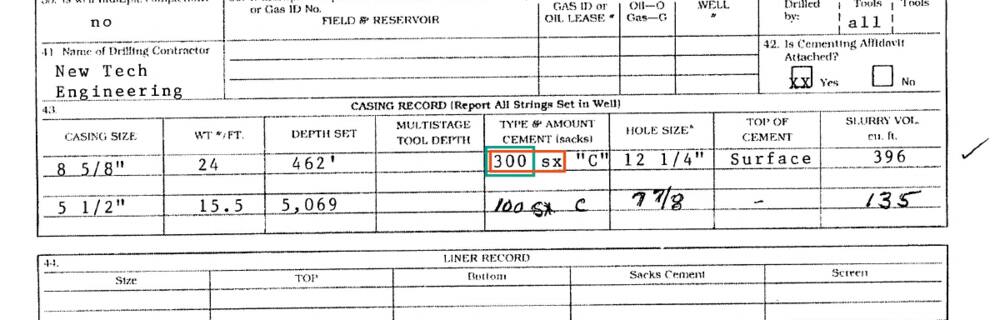 or Gas ID No.
FIELD & RESERVOIR
GAS ID or
OIL LEASE #
Oil—O
Gas—G
WELL
#
Drilled
by:
Tools
all
Tools
no
41 Name of Drilling Contractor
New Tech
Engineering
42. Is Cementing Affidavit
Attached?
XX Yes No
43. CASING RECORD (Report All Strings Set in Well)
CASING SIZE WT #/FT. DEPTH SET MULTISTAGE TOOL DEPTH TYPE & AMOUNT CEMENT (sacks) HOLE SIZE* TOP OF CEMENT SLURRY VOL. cu. ft.
8 5/8" 24 462' 300 sx "C" 12 1/4" Surface 396
5 1/2" 15.5 5,069 100 sx C 7 7/8 - 135
44. LINER RECORD
Size TOP Bottom Sacks Cement Screen